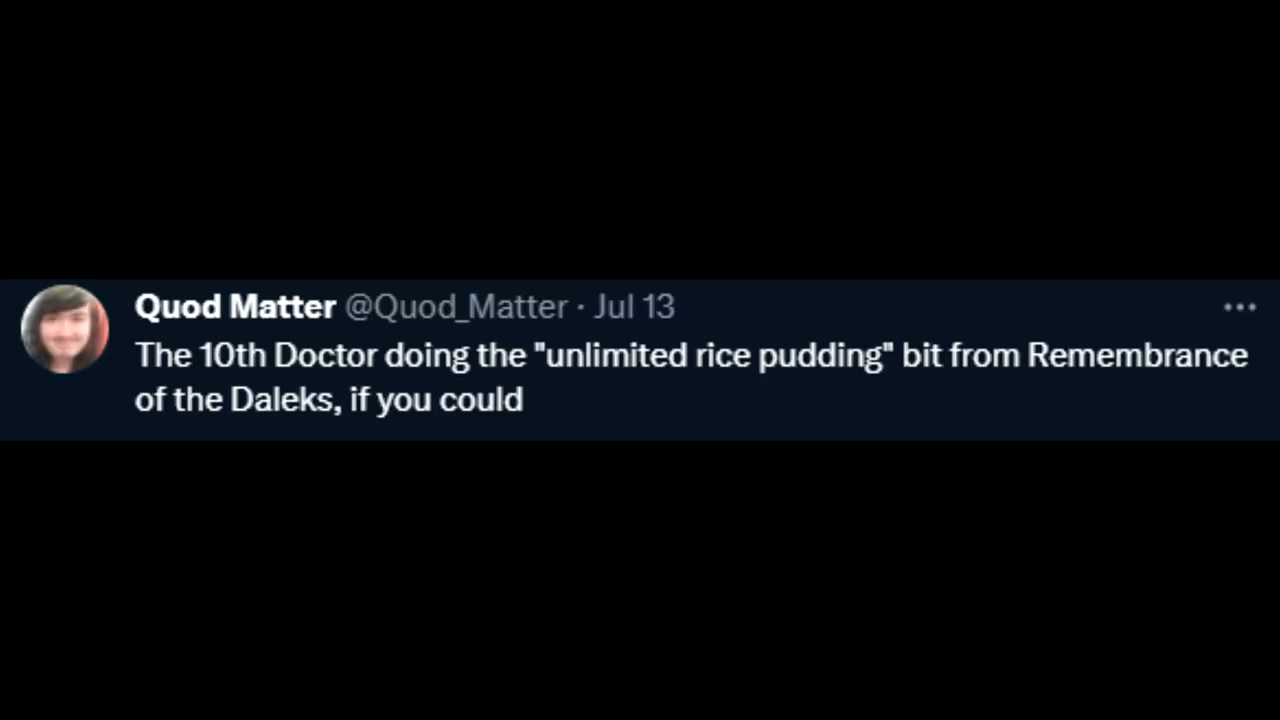 Quod Matter @Quod_Matter · Jul 13
The 10th Doctor doing the "unlimited rice pudding" bit from Remembrance
of the Daleks, if you could